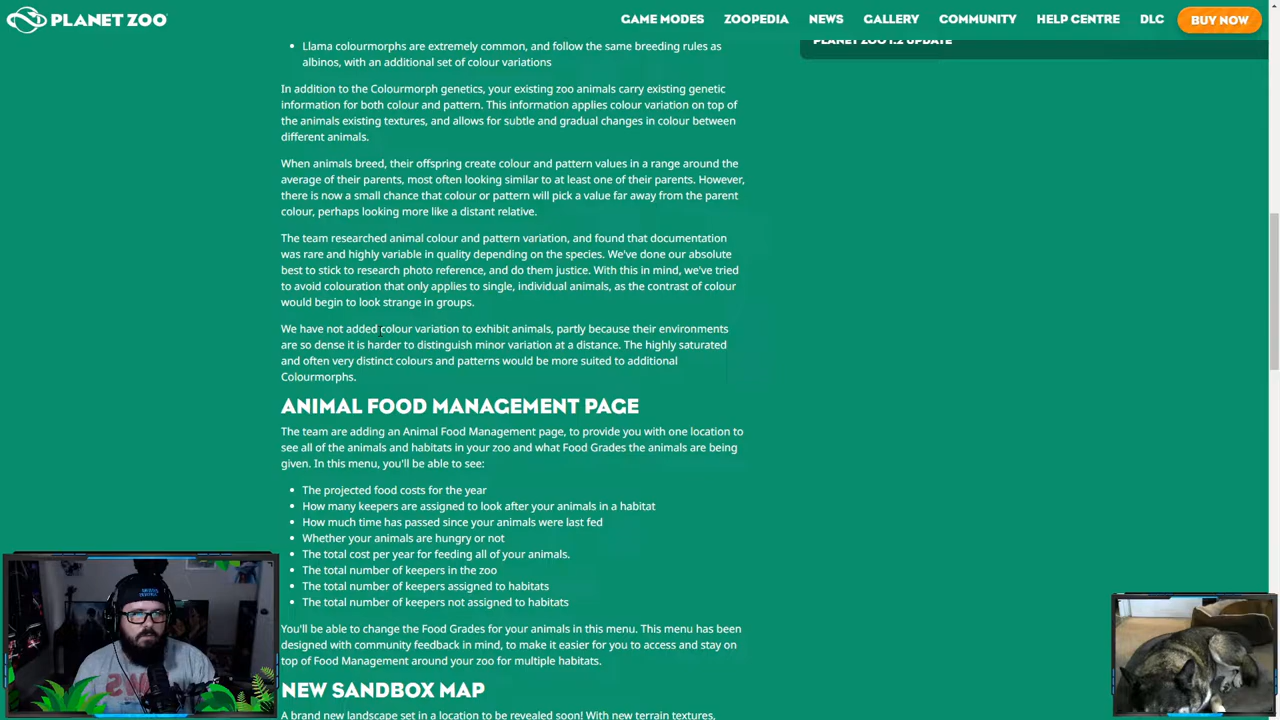 PLANET ZOO
GAME MODES ZOOPEDIA NEWS GALLERY COMMUNITY HELP CENTRE DLC BUY NOW
PLANET ZOO 1.2 UPDATE
• Llama colourmorphs are extremely common, and follow the same breeding rules as
albinos, with an additional set of colour variations
In addition to the Colourmorph genetics, your existing zoo animals carry existing genetic
information for both colour and pattern. This information applies colour variation on top of
the animals existing textures, and allows for subtle and gradual changes in colour between
different animals.
When animals breed, their offspring create colour and pattern values in a range around the
average of their parents, most often looking similar to at least one of their parents. However,
there is now a small chance that colour or pattern will pick a value far away from the parent
colour, perhaps looking more like a distant relative.
The team researched animal colour and pattern variation, and found that documentation
was rare and highly variable in quality depending on the species. We've done our absolute
best to stick to research photo reference, and do them justice. With this in mind, we've tried
to avoid colouration that only applies to single, individual animals, as the contrast of colour
would begin to look strange in groups.
We have not added colour variation to exhibit animals, partly because their environments
are so dense it is harder to distinguish minor variation at a distance. The highly saturated
and often very distinct colours and patterns would be more suited to additional
Colourmorphs.
ANIMAL FOOD MANAGEMENT PAGE
The team are adding an Animal Food Management page, to provide you with one location to
see all of the animals and habitats in your zoo and what Food Grades the animals are being
given. In this menu, you'll be able to see:
• The projected food costs for the year
• How many keepers are assigned to look after your animals in a habitat
• How much time has passed since your animals were last fed
• Whether your animals are hungry or not
• The total cost per year for feeding all of your animals.
• The total number of keepers in the zoo
• The total number of keepers assigned to habitats
• The total number of keepers not assigned to habitats
You'll be able to change the Food Grades for your animals in this menu. This menu has been
designed with community feedback in mind, to make it easier for you to access and stay on
top of Food Management around your zoo for multiple habitats.
NEW SANDBOX MAP
A brand new landscape set in a location to be revealed soon! With new terrain textures,